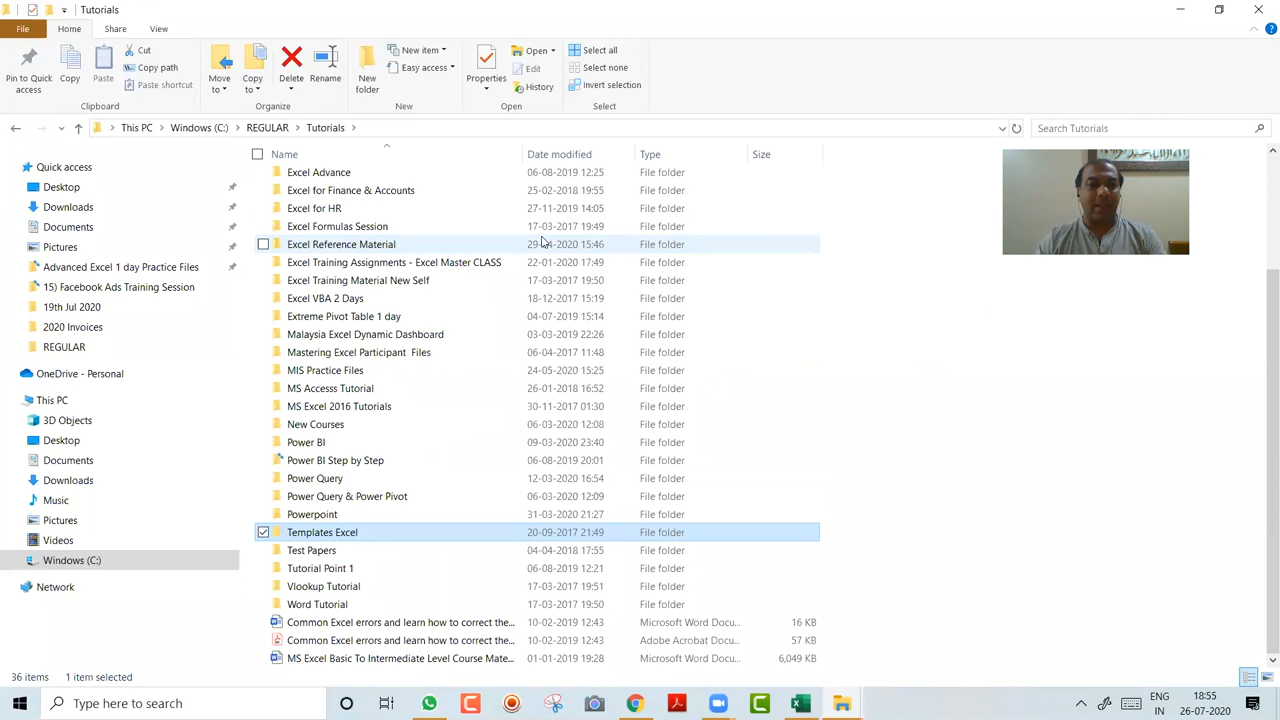 Tutorials
File Home Share View
Pin to Quick access
Copy
Paste
Cut
Copy path
Paste shortcut
Clipboard
Move to
Copy to
Delete
Rename
Organize
New folder
New item
Easy access
New
Properties
Open
Edit
History
Open
Select all
Select none
Invert selection
Select
This PC > Windows (C:) > REGULAR > Tutorials >
Search Tutorials
Quick access
Desktop
Downloads
Documents
Pictures
Advanced Excel 1 day Practice Files
15) Facebook Ads Training Session
19th Jul 2020
2020 Invoices
REGULAR
OneDrive - Personal
This PC
3D Objects
Desktop
Documents
Downloads
Music
Pictures
Videos
Windows (C:)
Network
Name Date modified Type Size
Excel Advance 06-08-2019 12:25 File folder
Excel for Finance & Accounts 25-02-2018 19:55 File folder
Excel for HR 27-11-2019 14:05 File folder
Excel Formulas Session 17-03-2017 19:49 File folder
Excel Reference Material 15:46 File folder
Excel Training Assignments - Excel Master CLASS 22-01-2020 17:49 File folder
Excel Training Material New Self 17-03-2017 19:50 File folder
Excel VBA 2 Days 18-12-2017 15:19 File folder
Extreme Pivot Table 1 day 04-07-2019 15:14 File folder
Malaysia Excel Dynamic Dashboard 03-03-2019 22:26 File folder
Mastering Excel Participant  Files 06-04-2017 11:48 File folder
MIS Practice Files 24-05-2020 15:25 File folder
MS Accesss Tutorial 26-01-2018 16:52 File folder
MS Excel 2016 Tutorials 30-11-2017 01:30 File folder
New Courses 06-03-2020 12:08 File folder
Power BI 09-03-2020 23:40 File folder
Power BI Step by Step 06-08-2019 20:01 File folder
Power Query 12-03-2020 16:54 File folder
Power Query & Power Pivot 06-03-2020 12:09 File folder
Powerpoint 31-03-2020 21:27 File folder
Templates Excel 20-09-2017 21:49 File folder
Test Papers 04-04-2018 17:55 File folder
Tutorial Point 1 06-08-2019 12:21 File folder
Vlookup Tutorial 17-03-2017 19:51 File folder
Word Tutorial 17-03-2017 19:50 File folder
Common Excel errors and learn how to correct the... 10-02-2019 12:43 Microsoft Word Docu... 16 KB
Common Excel errors and learn how to correct the... 10-02-2019 12:43 Adobe Acrobat Docu... 57 KB
MS Excel Basic To Intermediate Level Course Mate... 01-01-2019 19:28 Microsoft Word Docu... 6,049 KB
36 items 1 item selected
Type here to search
ENG
IN
18:55
26-07-2020